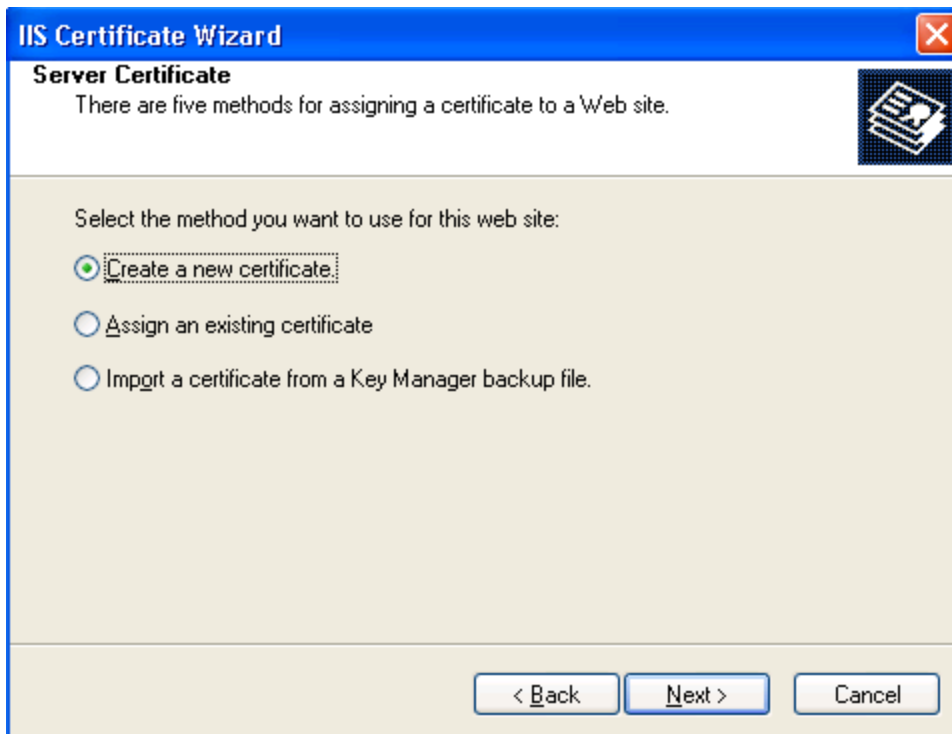 IIS Certificate Wizard
Server Certificate
There are five methods for assigning a certificate to a Web site.
Select the method you want to use for this web site:
Create a new certificate.
Assign an existing certificate
Import a certificate from a Key Manager backup file.
< Back Next > Cancel